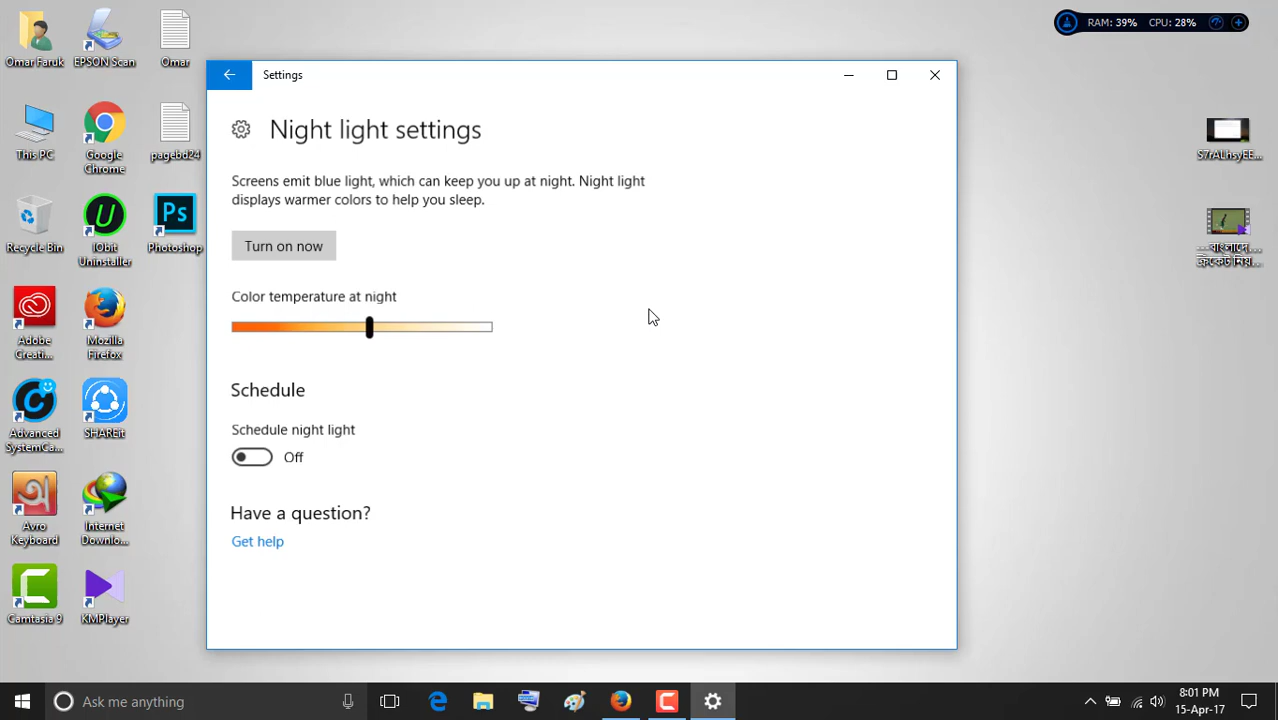 RAM: 39% CPU: 28%
Omar Faruk
EPSON Scan
Omar
This PC
Google
Chrome
pagebd24
Recycle Bin
IObit
Uninstaller
Ps
Photoshop
Adobe
Creati...
Mozilla
Firefox
Advanced
SystemCa...
SHAREit
অ
Avro
Keyboard
Internet
Downlo...
Camtasia 9
KMPlayer
Settings
Night light settings
Screens emit blue light, which can keep you up at night. Night light
displays warmer colors to help you sleep.
Turn on now
Color temperature at night
Schedule
Schedule night light
Off
Have a question?
Get help
S7rALhsyEE...
Ask me anything
8:01 PM
15-Apr-17